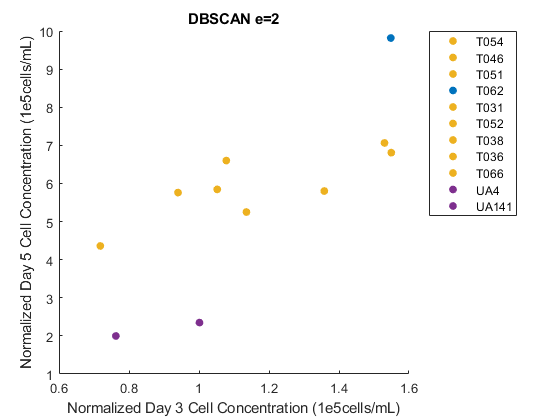 DBSCAN e=2
Normalized Day 5 Cell Concentration (1e5cells/mL)
10
9
8
7
6
5
4
3
2
1
0.6 0.8 1 1.2 1.4 1.6
Normalized Day 3 Cell Concentration (1e5cells/mL)
T054
T046
T051
T062
T031
T052
T038
T036
T066
UA4
UA141